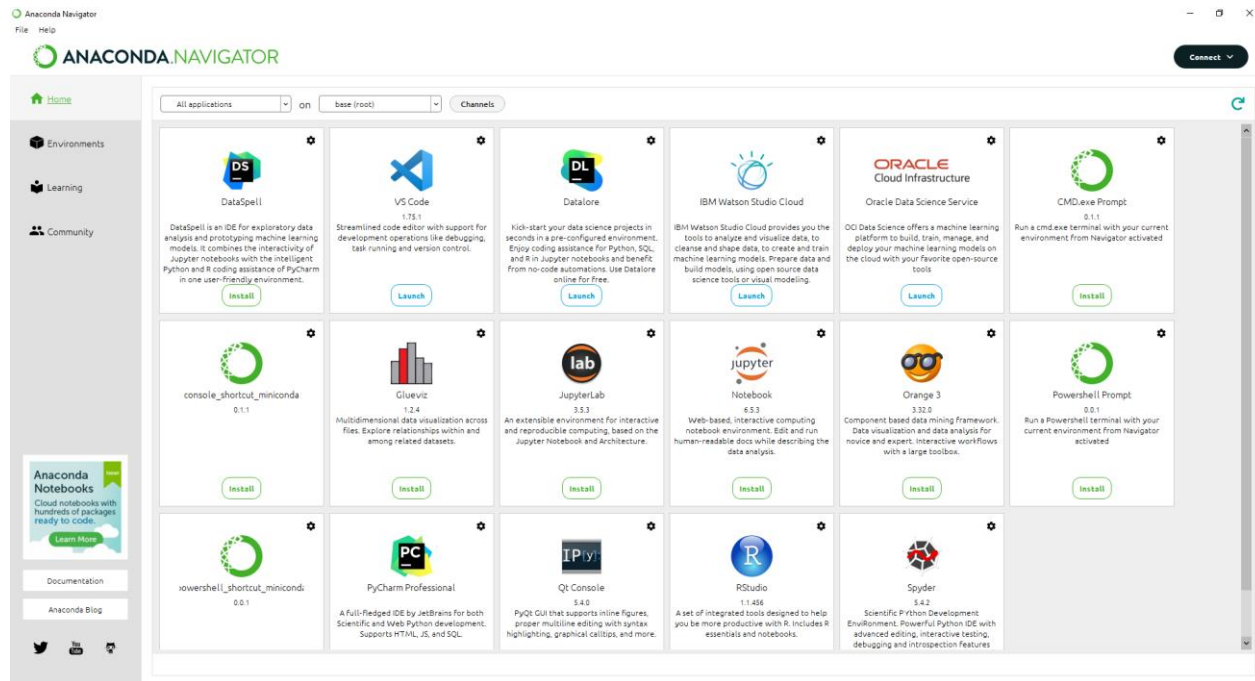 Anaconda Navigator
File Help
ANACONDA.NAVIGATOR
Connect
Home
Environments
Learning
Community
All applications
on
base (root)
Channels
DS
DataSpell
DataSpell is an IDE for exploratory data
analysis and prototyping machine learning
models. It combines the interactivity of
Jupyter notebooks with the intelligent
Python and R coding assistance of PyCharm
in one user-friendly environment.
Install
VS Code
1.75.1
Streamlined code editor with support for
development operations like debugging,
task running and version control.
Launch
DL
Datalore
Kick-start your data science projects in
seconds in a pre-configured environment.
Enjoy coding assistance for Python, SQL,
and R in Jupyter notebooks and benefit
from no-code automations. Use Datalore
online for free.
Launch
IBM Watson Studio Cloud
IBM Watson Studio Cloud provides you the
tools to analyze and visualize data, to
cleanse and shape data, to create and train
machine learning models. Prepare data and
build models, using open source data
science tools or visual modeling.
Launch
ORACLE
Cloud Infrastructure
Oracle Data Science Service
OCI Data Science offers a machine learning
platform to build, train, manage, and
deploy your machine learning models on
the cloud with your favorite open-source
tools
Launch
CMD.exe Prompt
0.1.1
Run a cmd.exe terminal with your current
environment from Navigator activated
Install
console_shortcut_miniconda
0.1.1
Install
Glueviz
1.2.4
Multidimensional data visualization across
files. Explore relationships within and
among related datasets.
Install
lab
JupyterLab
3.5.3
An extensible environment for interactive
and reproducible computing, based on the
Jupyter Notebook and Architecture.
Install
jupyter
Notebook
6.5.3
Web-based, interactive computing
notebook environment. Edit and run
human-readable docs while describing the
data analysis.
Install
Orange 3
3.32.0
Component based data mining framework.
Data visualization and data analysis for
novice and expert. Interactive workflows
with a large toolbox.
Install
Powershell Prompt
0.0.1
Run a Powershell terminal with your
current environment from Navigator
activated
Install
powershell_shortcut_miniconda
0.0.1
PC
PyCharm Professional
A full-fledged IDE by JetBrains for both
Scientific and Web Python development.
Supports HTML, JS, and SQL.
IP[y]:
Qt Console
5.4.0
PyQt GUI that supports inline figures,
proper multiline editing with syntax
highlighting, graphical calltips, and more.
R
RStudio
1.1.456
A set of integrated tools designed to help
you be more productive with R. Includes R
essentials and notebooks.
Spyder
5.4.2
Scientific PYthon Development
EnviRonment. Powerful Python IDE with
advanced editing, interactive testing,
debugging and introspection features
Anaconda
Notebooks
new!
Cloud notebooks with
hundreds of packages
ready to code.
Learn More
Documentation
Anaconda Blog
You
Tube